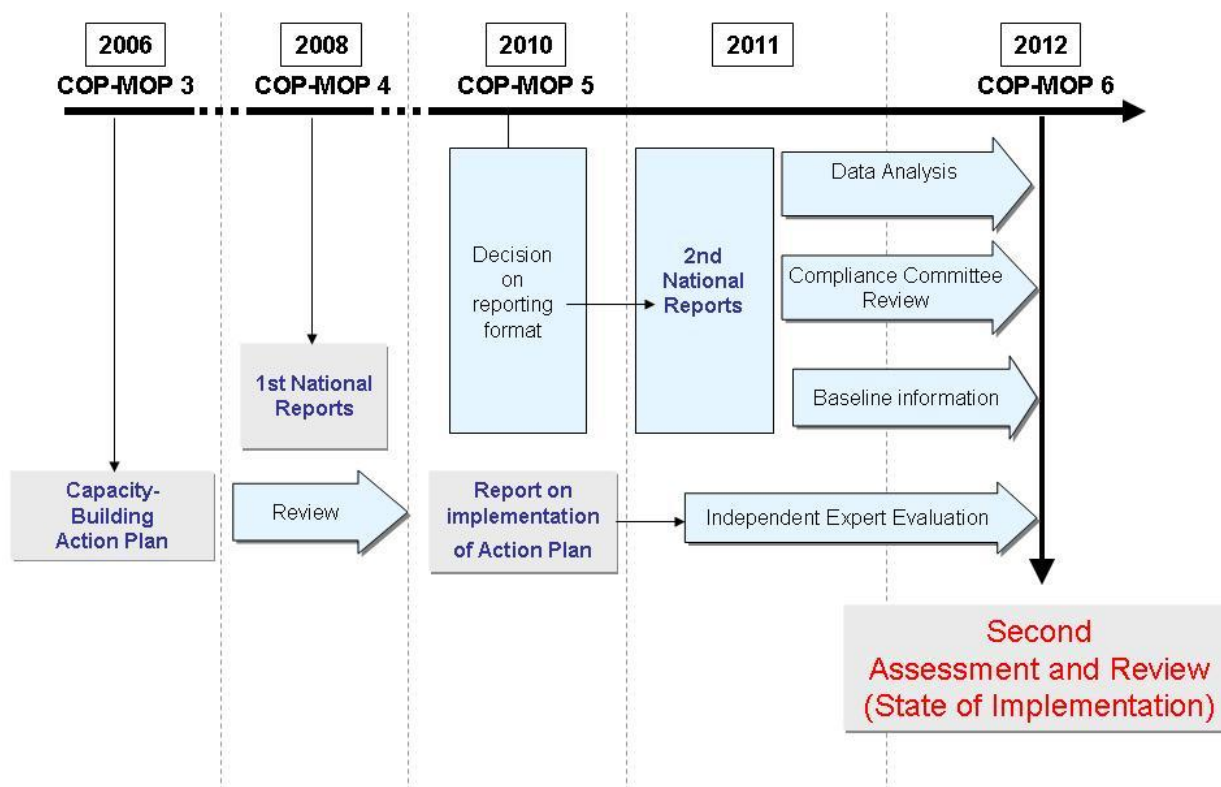 2006
COP-MOP 3
2008
COP-MOP 4
2010
COP-MOP 5
2011
2012
COP-MOP 6
Data Analysis
Decision
on
reporting
format
2nd
National
Reports
Compliance Committee
Review
1st National
Reports
Baseline information
Capacity-
Building
Action Plan
Review
Report on
implementation
of Action Plan
Independent Expert Evaluation
Second
Assessment and Review
(State of Implementation)